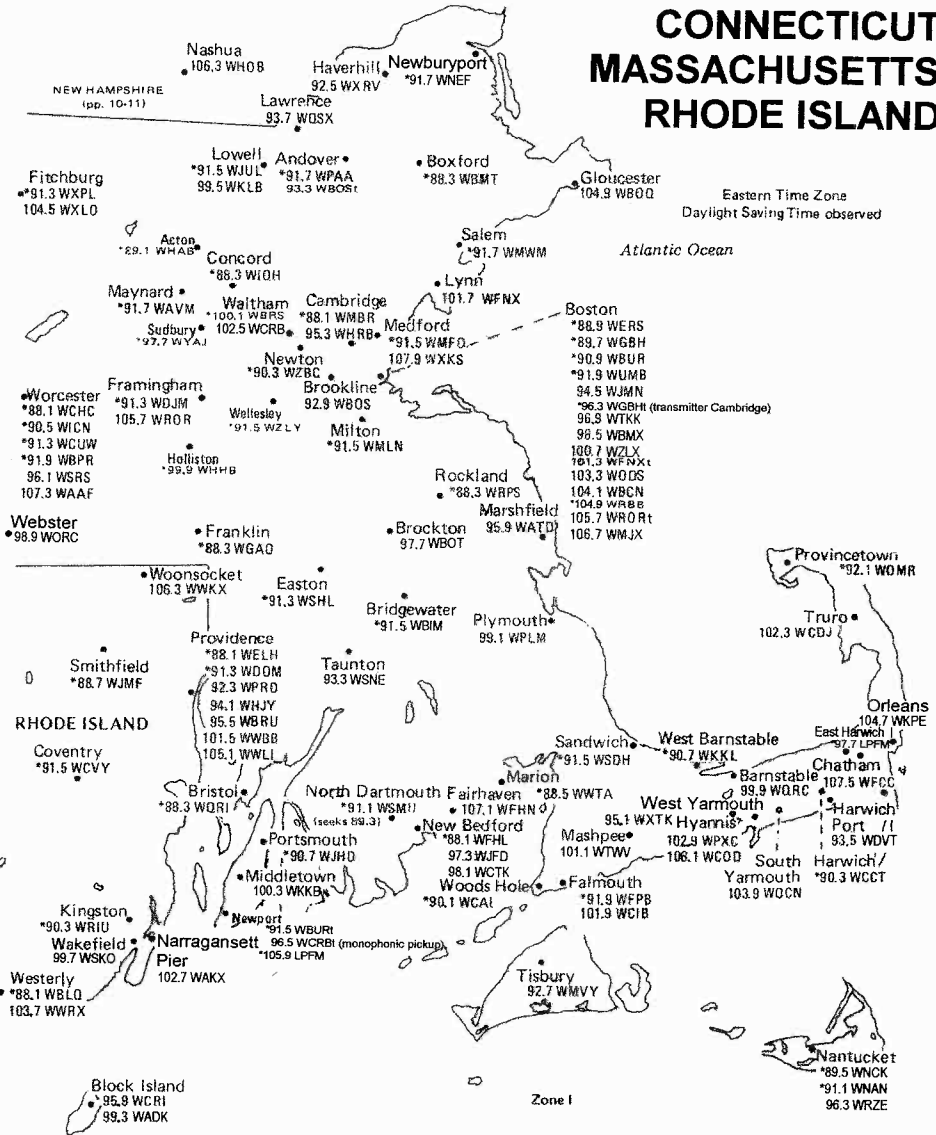 CONNECTICUT
MASSACHUSETTS
RHODE ISLAND
Nashua
106.3 WHOB
NEW HAMPSHIRE
(pp. 10-11)
Haverhill
92.5 WXRV
Newburyport
*91.7 WNEF
Lawrence
93.7 WQSX
Lowell
*91.5 WJUL
99.5 WKLB
Andover
*91.7 WPAA
93.3 WBOSt
Boxford
*88.3 WBMT
Gloucester
104.9 WBOQ
Fitchburg
*91.3 WXPL
104.5 WXLO
Eastern Time Zone
Daylight Saving Time observed
Atlantic Ocean
Acton
*89.1 WHAB
Concord
*88.3 WIQH
Salem
*91.7 WMWM
Lynn
101.7 WFNX
Maynard
*91.7 WAVM
Sudbury
*97.7 WYAJ
Waltham
*100.1 WBRS
102.5 WCRB
Cambridge
*88.1 WMBR
95.3 WHRB
Medford
*91.5 WMFO
107.9 WXKS
Newton
*90.3 WZBC
Brookline
92.9 WBOS
Boston
*88.9 WERS
*89.7 WGBH
*90.9 WBUR
*91.9 WUMB
94.5 WJMN
*96.3 WGBHt (transmitter Cambridge)
96.9 WTKK
98.5 WBMX
100.7 WZLX
101.3 WFNXt
103.3 WODS
104.1 WBCN
*104.9 WRBB
105.7 WRORt
106.7 WMJX
Worcester
*88.1 WCHC
*90.5 WICN
*91.3 WCUW
*91.9 WBPR
96.1 WSRS
107.3 WAAF
Framingham
*91.3 WDJM
105.7 WROR
Wellesley
*91.5 WZLY
Milton
*91.5 WMLN
Holliston
*99.9 WHHB
Rockland
*88.3 WRPS
Marshfield
95.9 WATD
Webster
*98.9 WORC
Franklin
*88.3 WGAO
Brockton
97.7 WBOT
Woonsocket
106.3 WWKX
Easton
*91.3 WSHL
Bridgewater
*91.5 WBIM
Plymouth
99.1 WPLM
Provincetown
*92.1 WOMR
Truro
102.3 WCDJ
Providence
*88.1 WELH
*91.3 WDOM
92.3 WPRO
94.1 WHJY
95.5 WBRU
101.5 WWBB
105.1 WWLI
Smithfield
*88.7 WJMF
Taunton
93.3 WSNE
RHODE ISLAND
Coventry
*91.5 WCVY
Orleans
104.7 WKPE
East Harwich
*97.7 LPFM
Chatham
107.5 WFCC
Sandwich
*91.5 WSDH
West Barnstable
*90.7 WKKL
Barnstable
99.9 WQRC
Marion
*88.5 WWTA
Bristol
*88.3 WQRI
North Dartmouth
*91.1 WSMU
(seeks 89.3)
Fairhaven
107.1 WFHN
New Bedford
*88.1 WFHL
97.3 WJFD
98.1 WCTK
West Yarmouth
95.1 WXTK
Hyannis
102.9 WPXC
106.1 WCOD
Harwich
Port
93.5 WDVT
Mashpee
101.1 WTWV
South
Yarmouth
103.9 WOCN
Harwich
*90.3 WCCT
Portsmouth
*90.7 WJHD
Middletown
100.3 WKKB
Woods Hole
*90.1 WCAI
Falmouth
*91.9 WFPB
101.9 WCIB
Newport
*91.5 WBURt
96.5 WCRBt (monophonic pickup)
*105.9 LPFM
Kingston
*90.3 WRIU
Wakefield
99.7 WSKO
Narragansett
Pier
102.7 WAKX
Westerly
*88.1 WBLQ
103.7 WWRX
Tisbury
92.7 WMVY
Nantucket
*89.5 WNCK
*91.1 WNAN
96.3 WRZE
Block Island
95.9 WCRI
99.3 WADK
Zone I